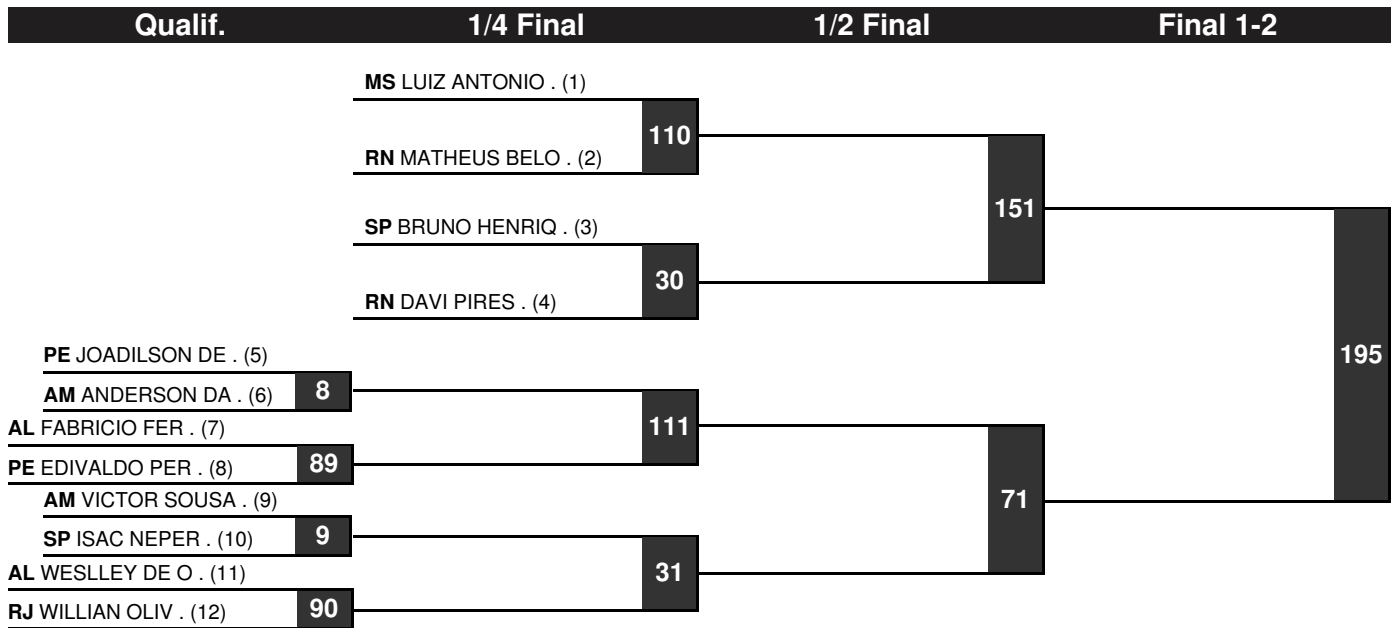 Qualif. 1/4 Final 1/2 Final Final 1-2
MS LUIZ ANTONIO . (1)
110
RN MATHEUS BELO . (2)
151
SP BRUNO HENRIQ . (3)
30
RN DAVI PIRES . (4)
195
PE JOADILSON DE . (5)
8
AM ANDERSON DA . (6)
111
AL FABRICIO FER . (7)
89
PE EDIVALDO PER . (8)
71
AM VICTOR SOUSA . (9)
9
SP ISAC NEPER . (10)
31
AL WESLLEY DE O . (11)
90
RJ WILLIAN OLIV . (12)